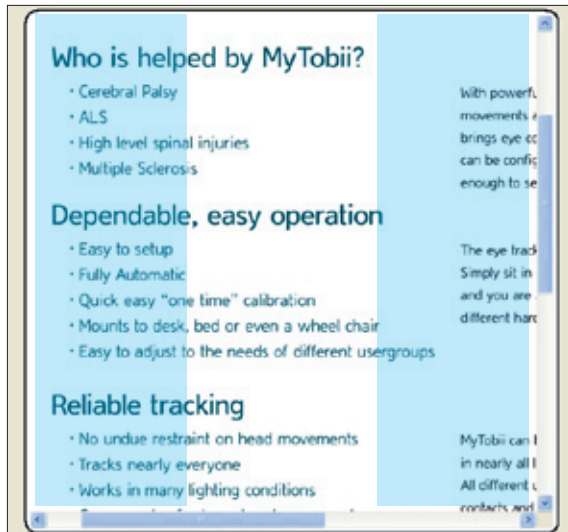 Who is helped by MyTobii?
· Cerebral Palsy
· ALS
· High level spinal injuries
· Multiple Sclerosis
With powerfu
movements a
brings eye co
can be config
enough to se
Dependable, easy operation
· Easy to setup
· Fully Automatic
· Quick easy “one time” calibration
· Mounts to desk, bed or even a wheel chair
· Easy to adjust to the needs of different usergroups
The eye track
Simply sit in
and you are
different hard
Reliable tracking
· No undue restraint on head movements
· Tracks nearly everyone
· Works in many lighting conditions
MyTobii can
in nearly all
All different
contacts and